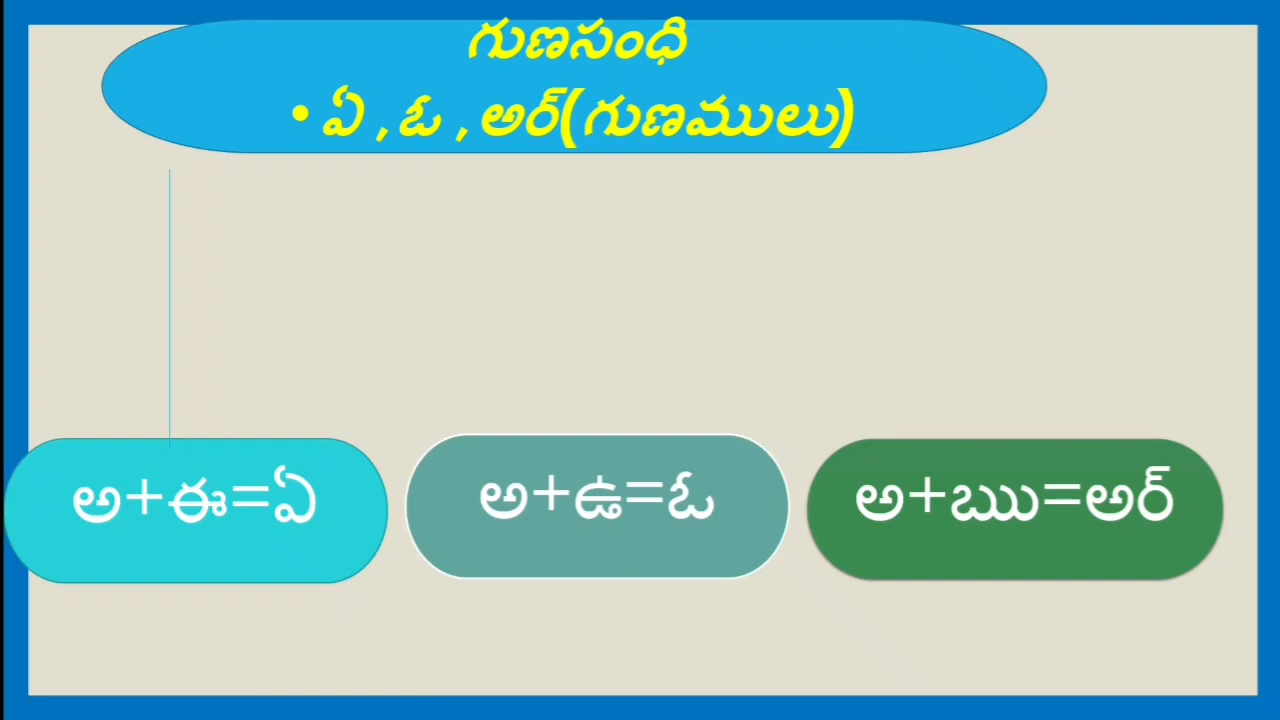 గుణసంధి
• ఏ ,ఓ ,అర్(గుణములు)
అ+ఈ=ఏ
అ+ఉ=ఓ
అ+ఋ=అర్